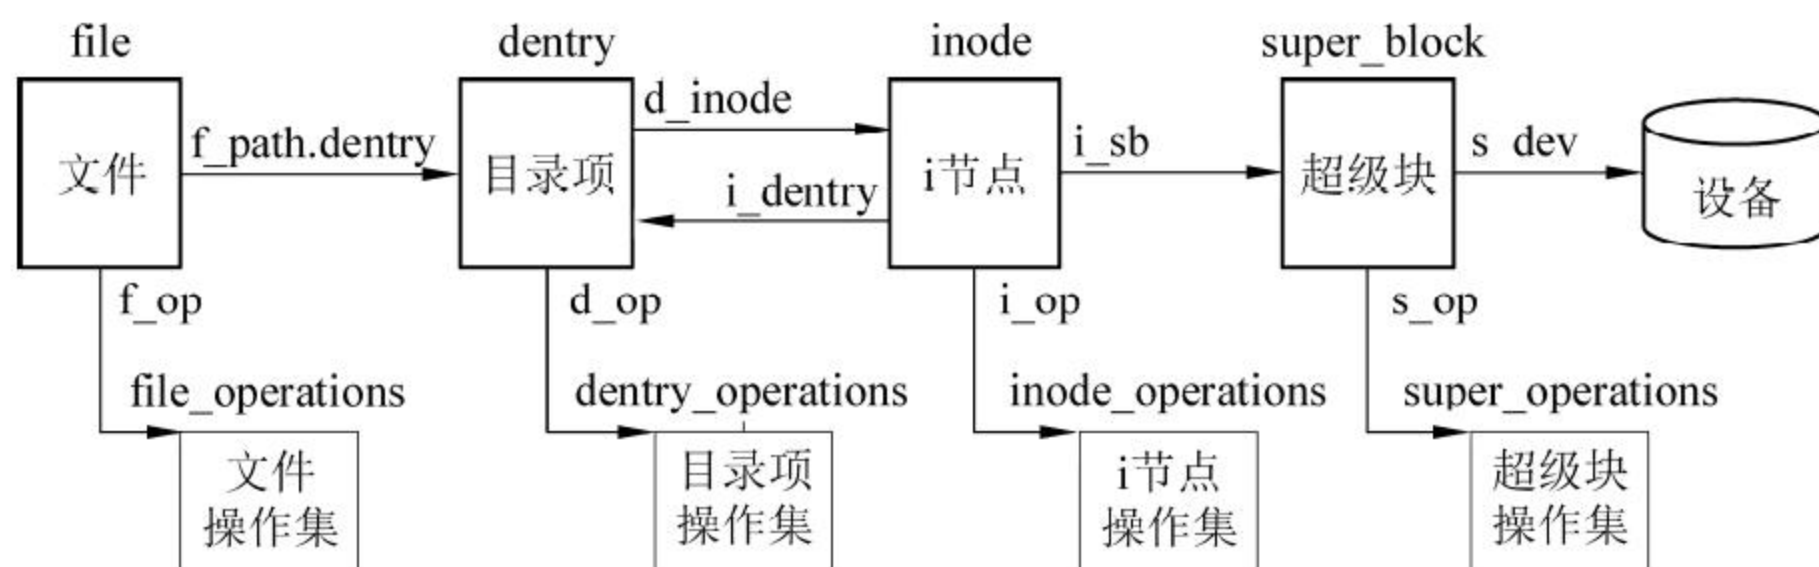 file
dentry
inode
super_block
文件
f_path.dentry
目录项
d_inode
i_dentry
i节点
i_sb
超级块
s dev
设备
f_op
d_op
i_op
s_op
file_operations
dentry_operations
inode_operations
super_operations
文件
操作集
目录项
操作集
i节点
操作集
超级块
操作集